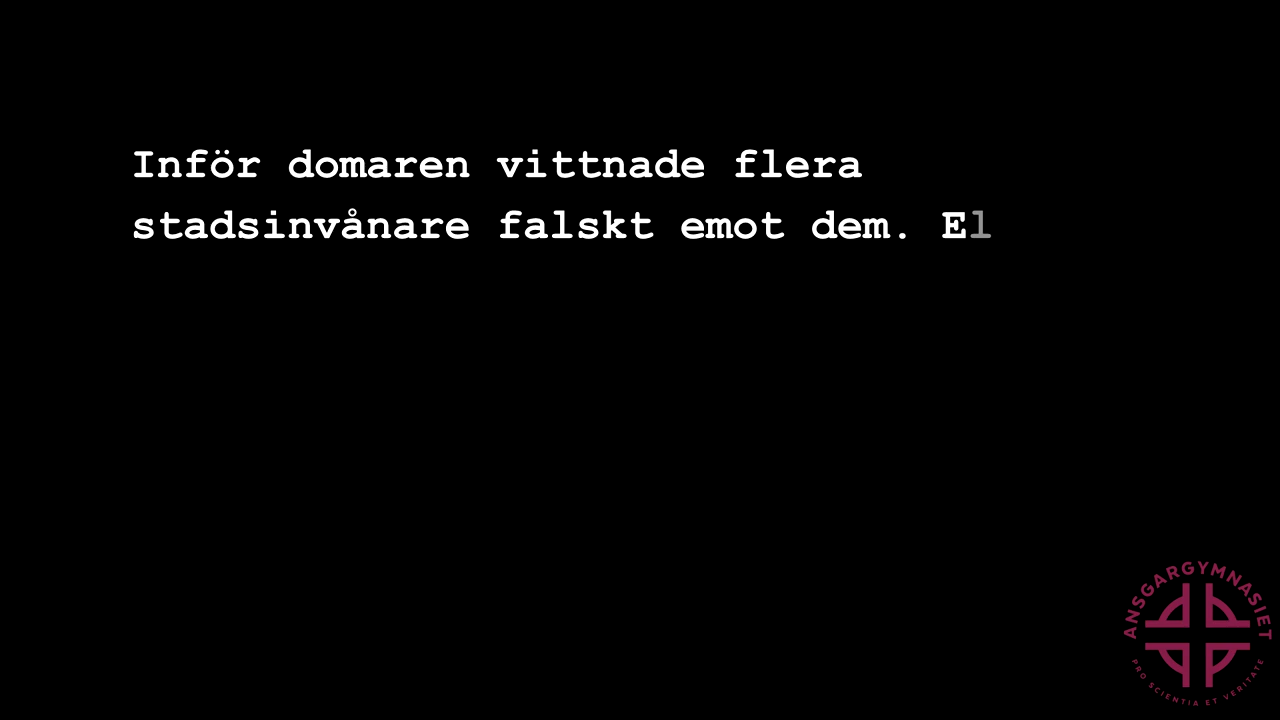 Inför domaren vittnade flera
stadsinvånare falskt emot dem. El
ANSGARGYMNASIET
PRO SCIENTIA ET VERITATE